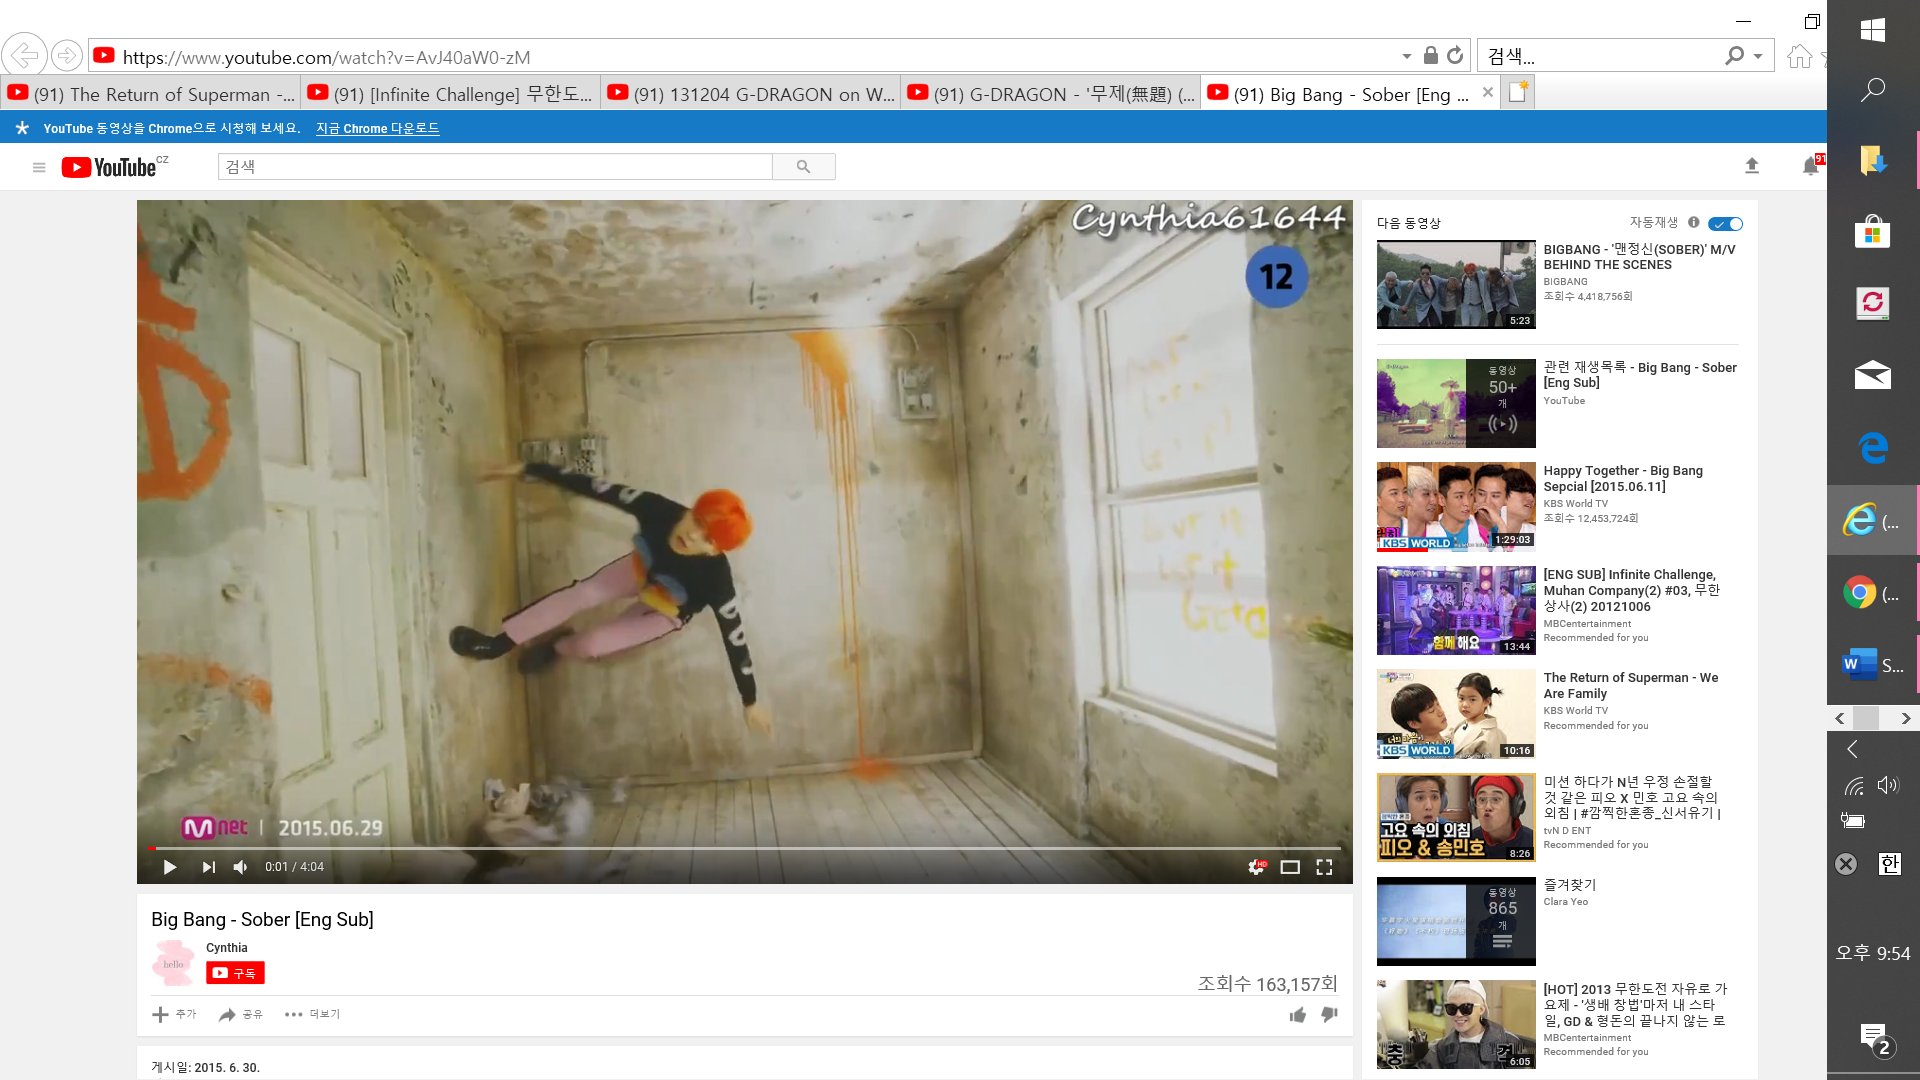 https://www.youtube.com/watch?v=AvJ40aW0-zM
검색...
(91) The Return of Superman -...
(91) [Infinite Challenge] 무한도...
(91) 131204 G-DRAGON on W...
(91) G-DRAGON - '무제(無題) (...
(91) Big Bang - Sober [Eng ...
YouTube 동영상을 Chrome으로 시청해 보세요. 지금 Chrome 다운로드
YouTube CZ
검색
91
Cynthia61644
12
Mnet | 2015.06.29
0:01 / 4:04
HD
Big Bang - Sober [Eng Sub]
hello
Cynthia
구독
조회수 163,157회
추가
공유
더보기
게시일: 2015. 6. 30.
다음 동영상
자동재생
BIGBANG - '맨정신(SOBER)' M/V
BEHIND THE SCENES
BIGBANG
조회수 4,418,756회
5:23
관련 재생목록 - Big Bang - Sober
[Eng Sub]
YouTube
동영상
50+
개
Happy Together - Big Bang
Sepcial [2015.06.11]
KBS World TV
조회수 12,453,724회
KBS WORLD
1:29:03
[ENG SUB] Infinite Challenge,
Muhan Company(2) #03, 무한
상사(2) 20121006
MBCentertainment
Recommended for you
함께 해요
13:44
The Return of Superman - We
Are Family
KBS World TV
Recommended for you
KBS WORLD
10:16
미션 하다가 N년 우정 손절할
것 같은 피오 X 민호 고요 속의
외침 | #깜찍한혼종_신서유기 |
tvN D ENT
Recommended for you
고요 속의 외침
피오 & 송민호
8:26
즐겨찾기
Clara Yeo
동영상
865
개
[HOT] 2013 무한도전 자유로 가
요제 - '생배 창법'마저 내 스타
일, GD & 형돈의 끝나지 않는 로
MBCentertainment
Recommended for you
6:05
(...
(...
S...
한
오후 9:54
2